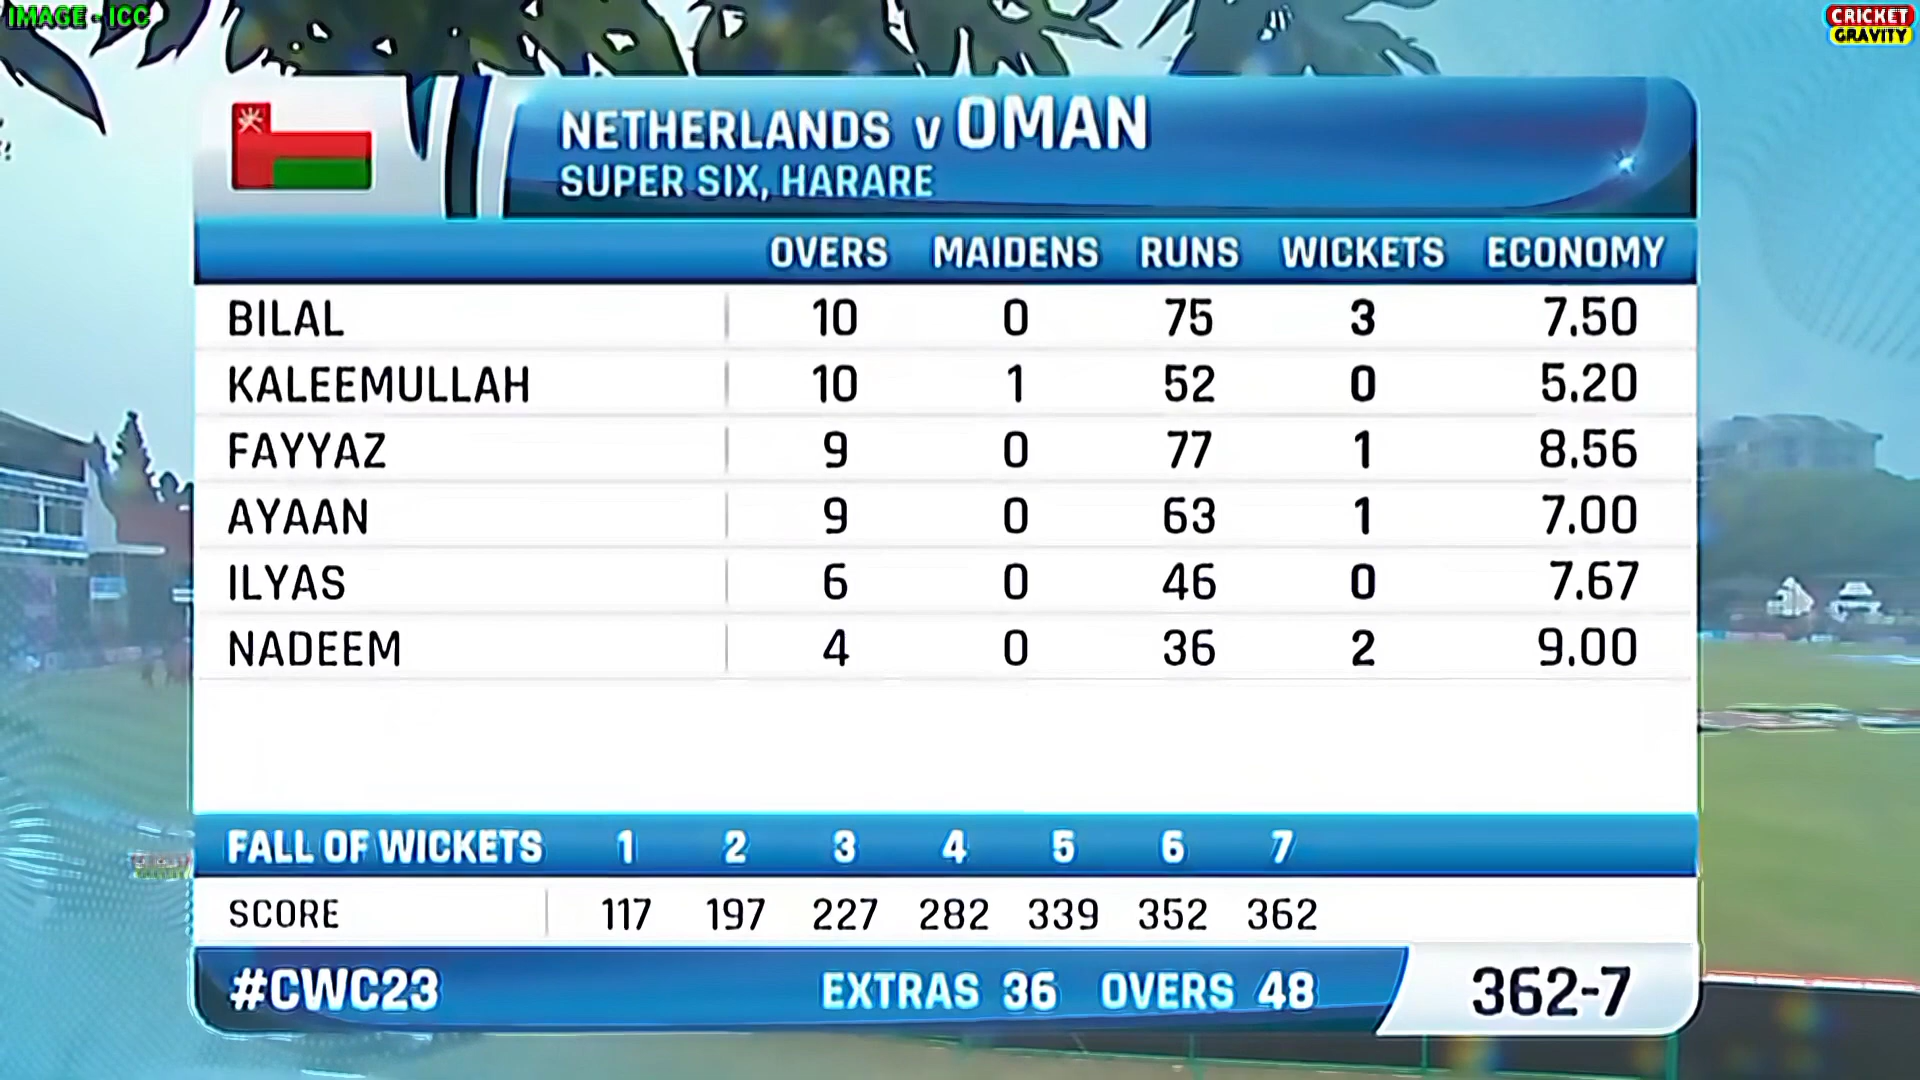 IMAGE - ICC
CRICKET
GRAVITY
NETHERLANDS v OMAN
SUPER SIX, HARARE
OVERS MAIDENS RUNS WICKETS ECONOMY
BILAL 10 0 75 3 7.50
KALEEMULLAH 10 1 52 0 5.20
FAYYAZ 9 0 77 1 8.56
AYAAN 9 0 63 1 7.00
ILYAS 6 0 46 0 7.67
NADEEM 4 0 36 2 9.00
FALL OF WICKETS 1 2 3 4 5 6 7
SCORE 117 197 227 282 339 352 362
#CWC23 EXTRAS 36 OVERS 48 362-7